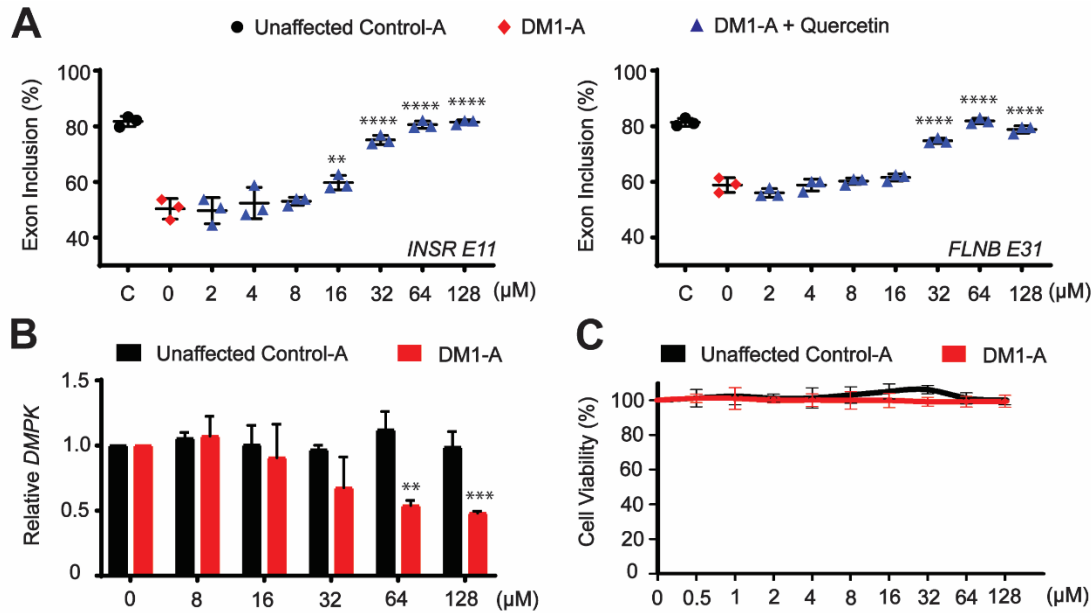 A
Unaffected Control-A DM1-A DM1-A + Quercetin
Exon Inclusion (%)
100
80
60
40
** **** **** ****
INSR E11
C 0 2 4 8 16 32 64 128 (µM)
Exon Inclusion (%)
100
80
60
40
**** **** ****
FLNB E31
C 0 2 4 8 16 32 64 128 (µM)
B
Unaffected Control-A DM1-A
Relative DMPK
1.5
1.0
0.5
0
** ***
0 8 16 32 64 128 (µM)
C
Unaffected Control-A DM1-A
Cell Viability (%)
100
80
60
40
20
0
0 0.5 1 2 4 8 16 32 64 128 (µM)